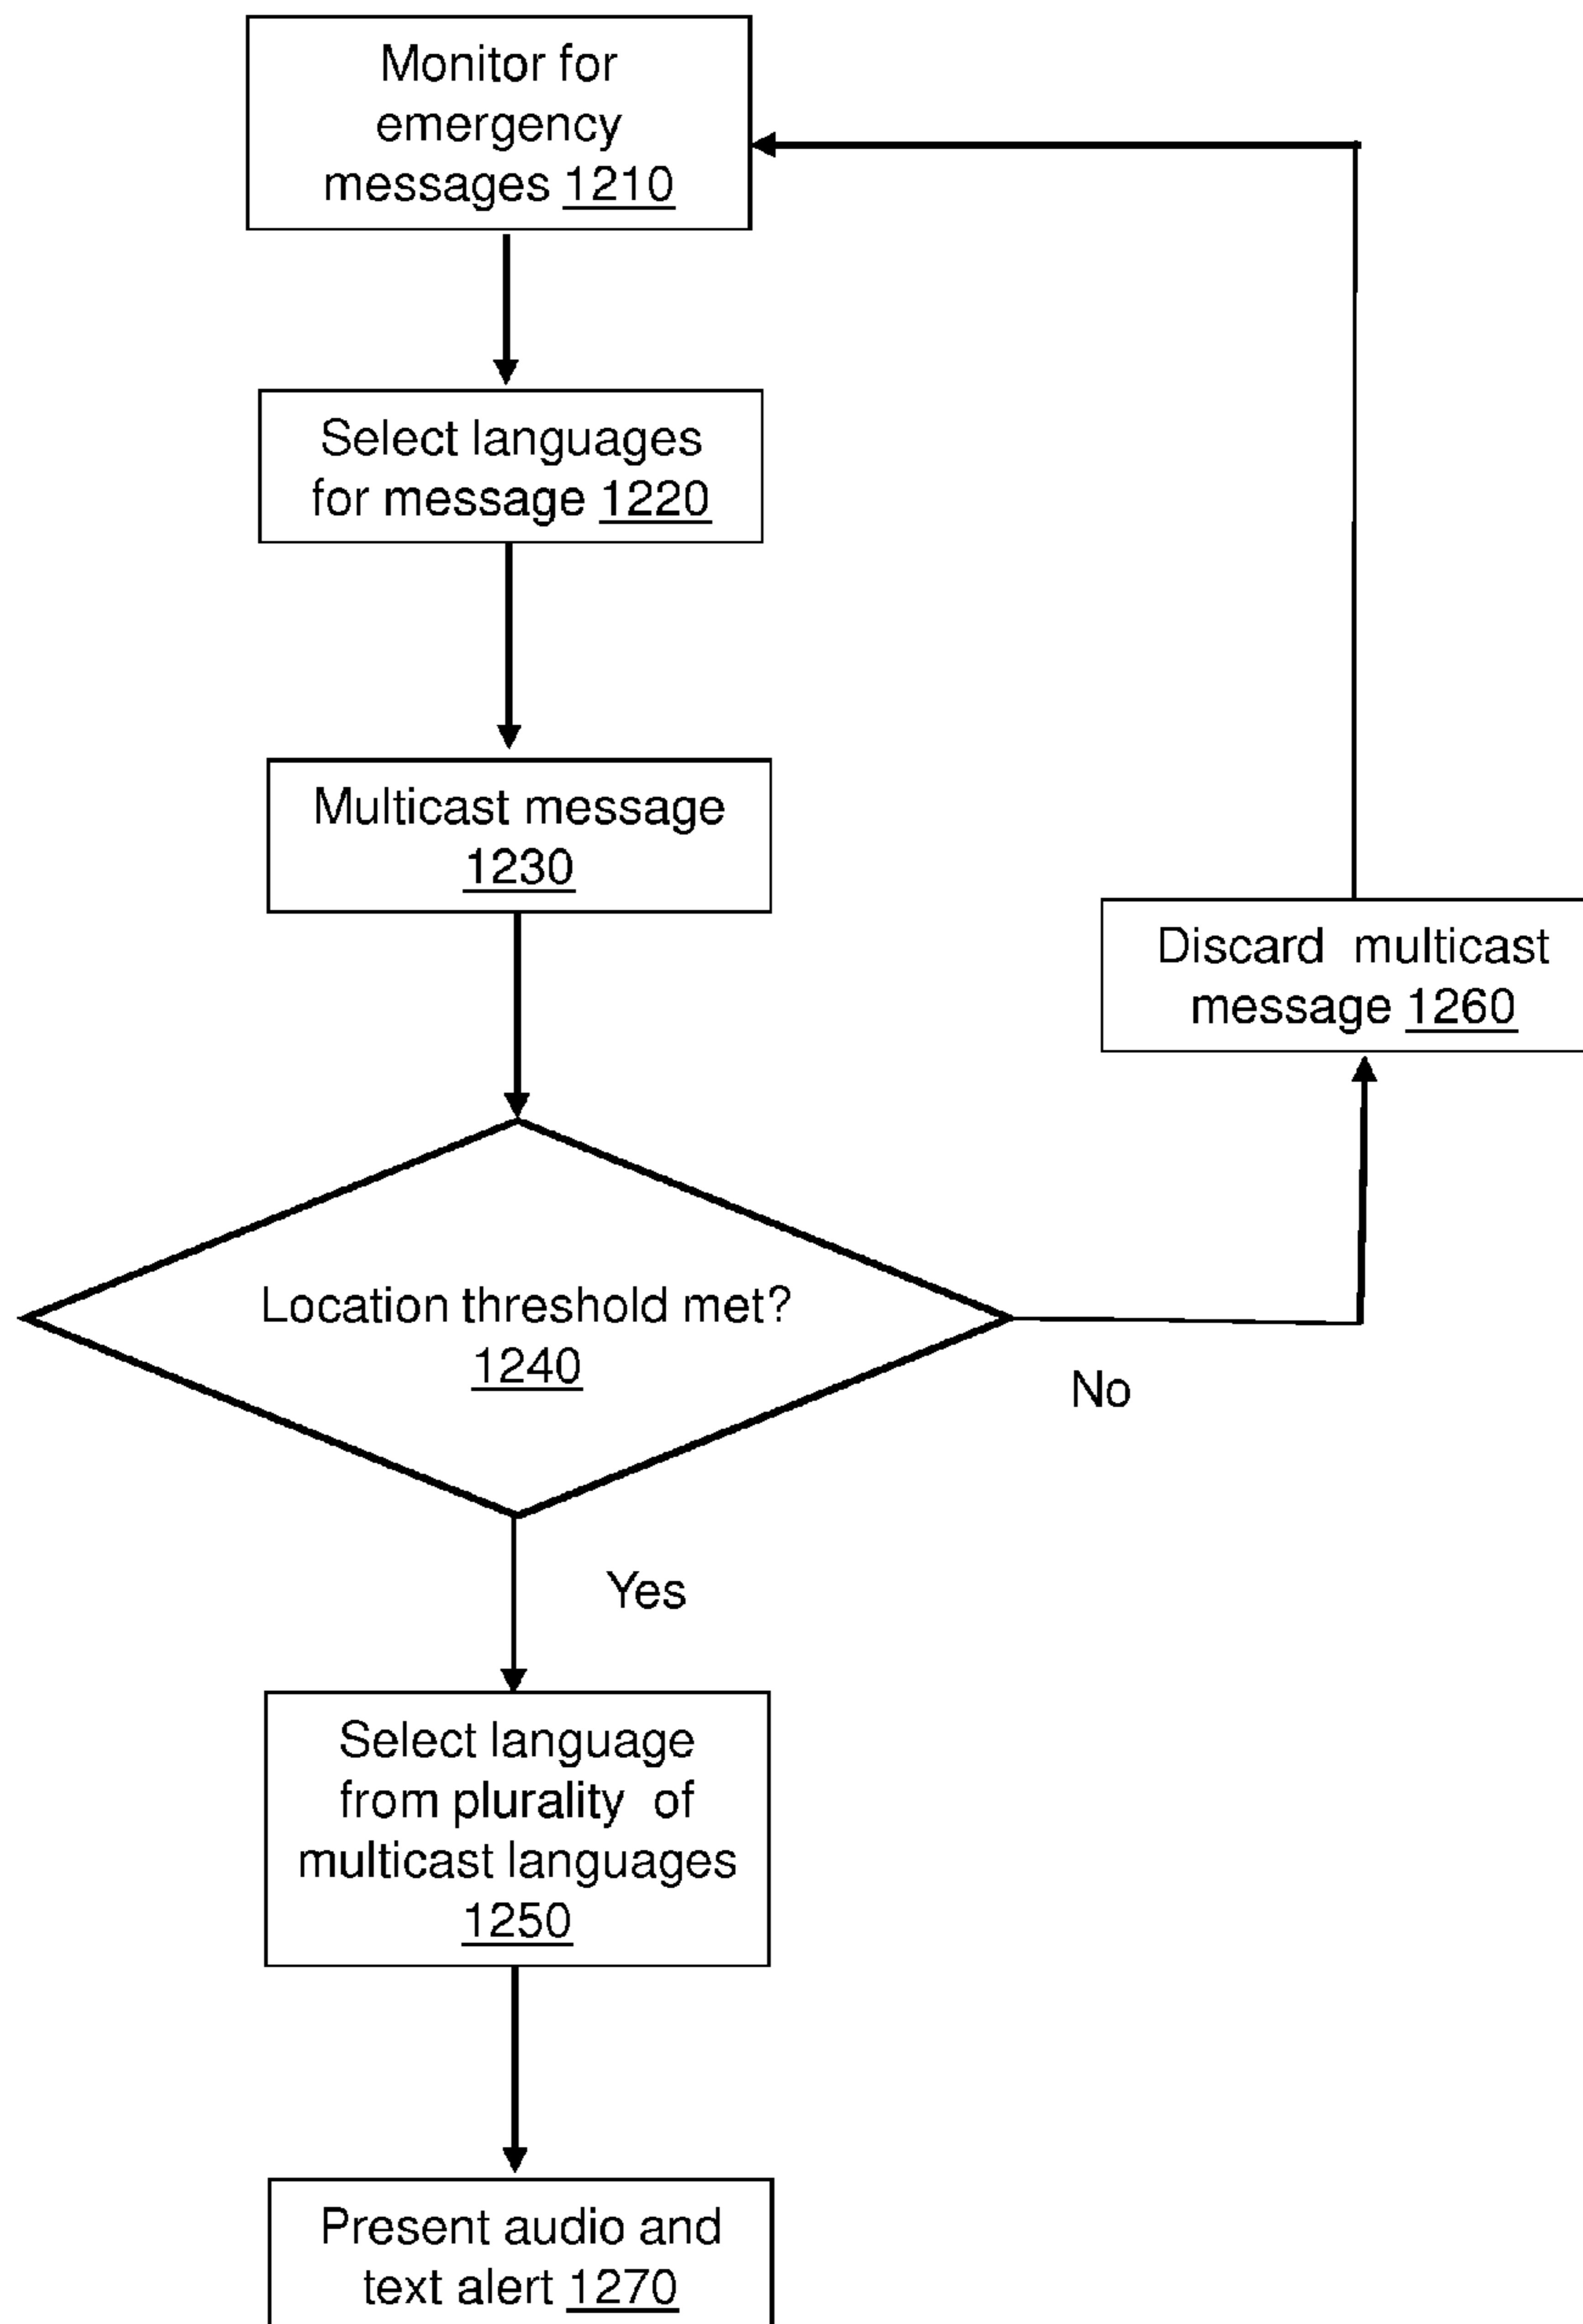 Monitor for
emergency
messages 1210
Select languages
for message 1220
Multicast message
1230
Discard multicast
message 1260
Location threshold met?
1240
No
Yes
Select language
from plurality of
multicast languages
1250
Present audio and
text alert 1270